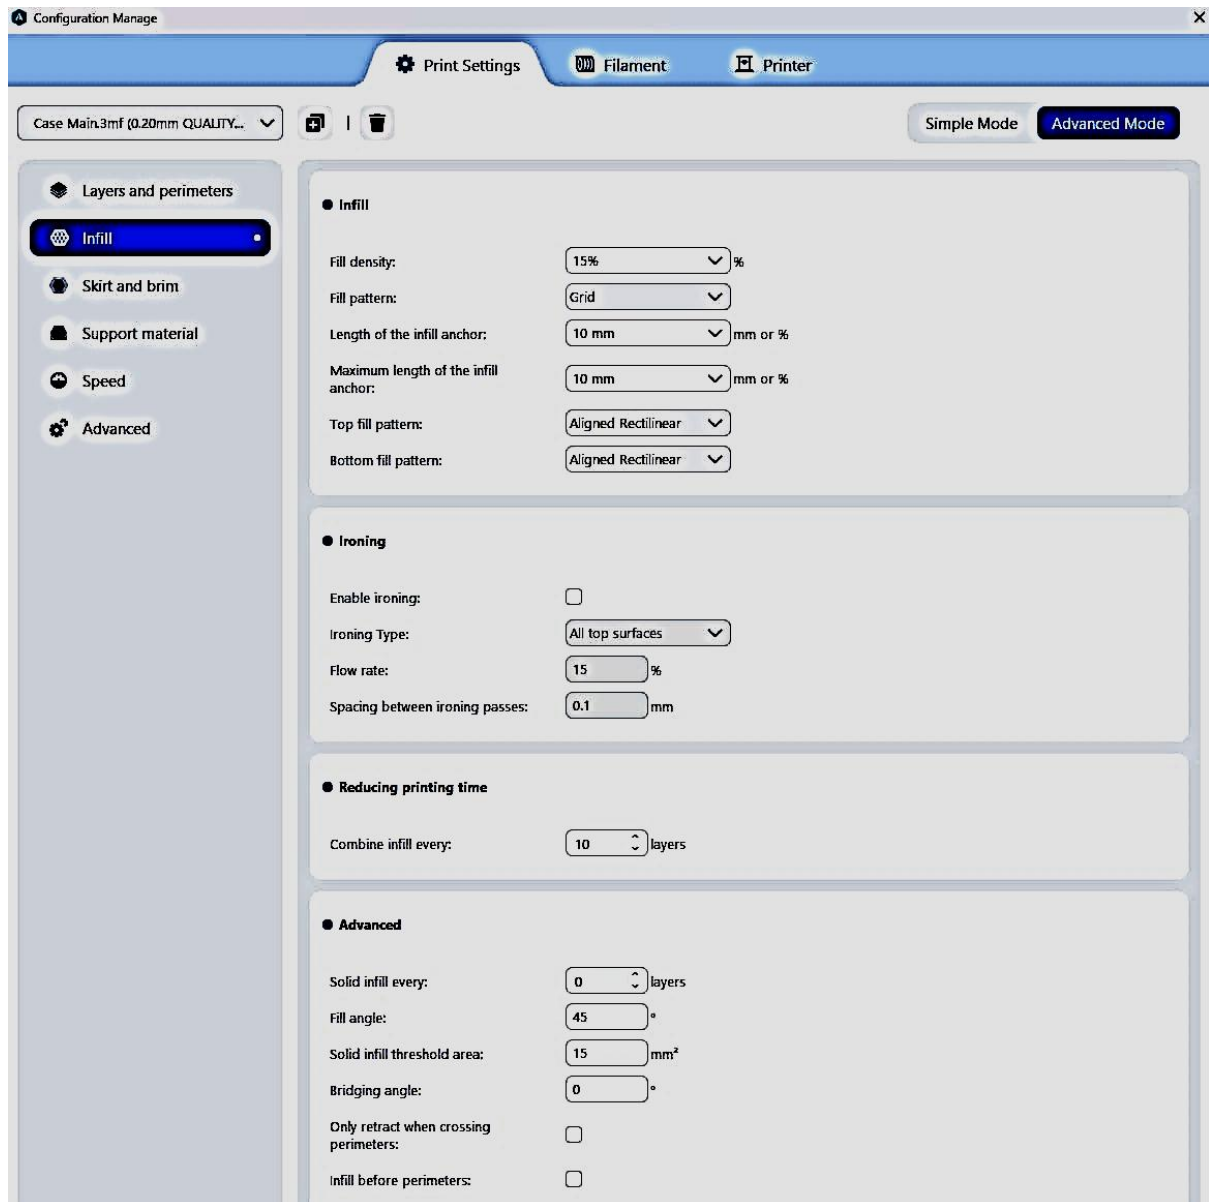 Configuration Manage
Print Settings
Filament
Printer
Case Main.3mf (0.20mm QUALITY...
Simple Mode
Advanced Mode
Layers and perimeters
Infill
Skirt and brim
Support material
Speed
Advanced
Infill
Fill density: 15% %
Fill pattern: Grid
Length of the infill anchor: 10 mm mm or %
Maximum length of the infill
anchor: 10 mm mm or %
Top fill pattern: Aligned Rectilinear
Bottom fill pattern: Aligned Rectilinear
Ironing
Enable ironing:
Ironing Type: All top surfaces
Flow rate: 15 %
Spacing between ironing passes: 0.1 mm
Reducing printing time
Combine infill every: 10 layers
Advanced
Solid infill every: 0 layers
Fill angle: 45 °
Solid infill threshold area: 15 mm²
Bridging angle: 0 °
Only retract when crossing
perimeters:
Infill before perimeters: